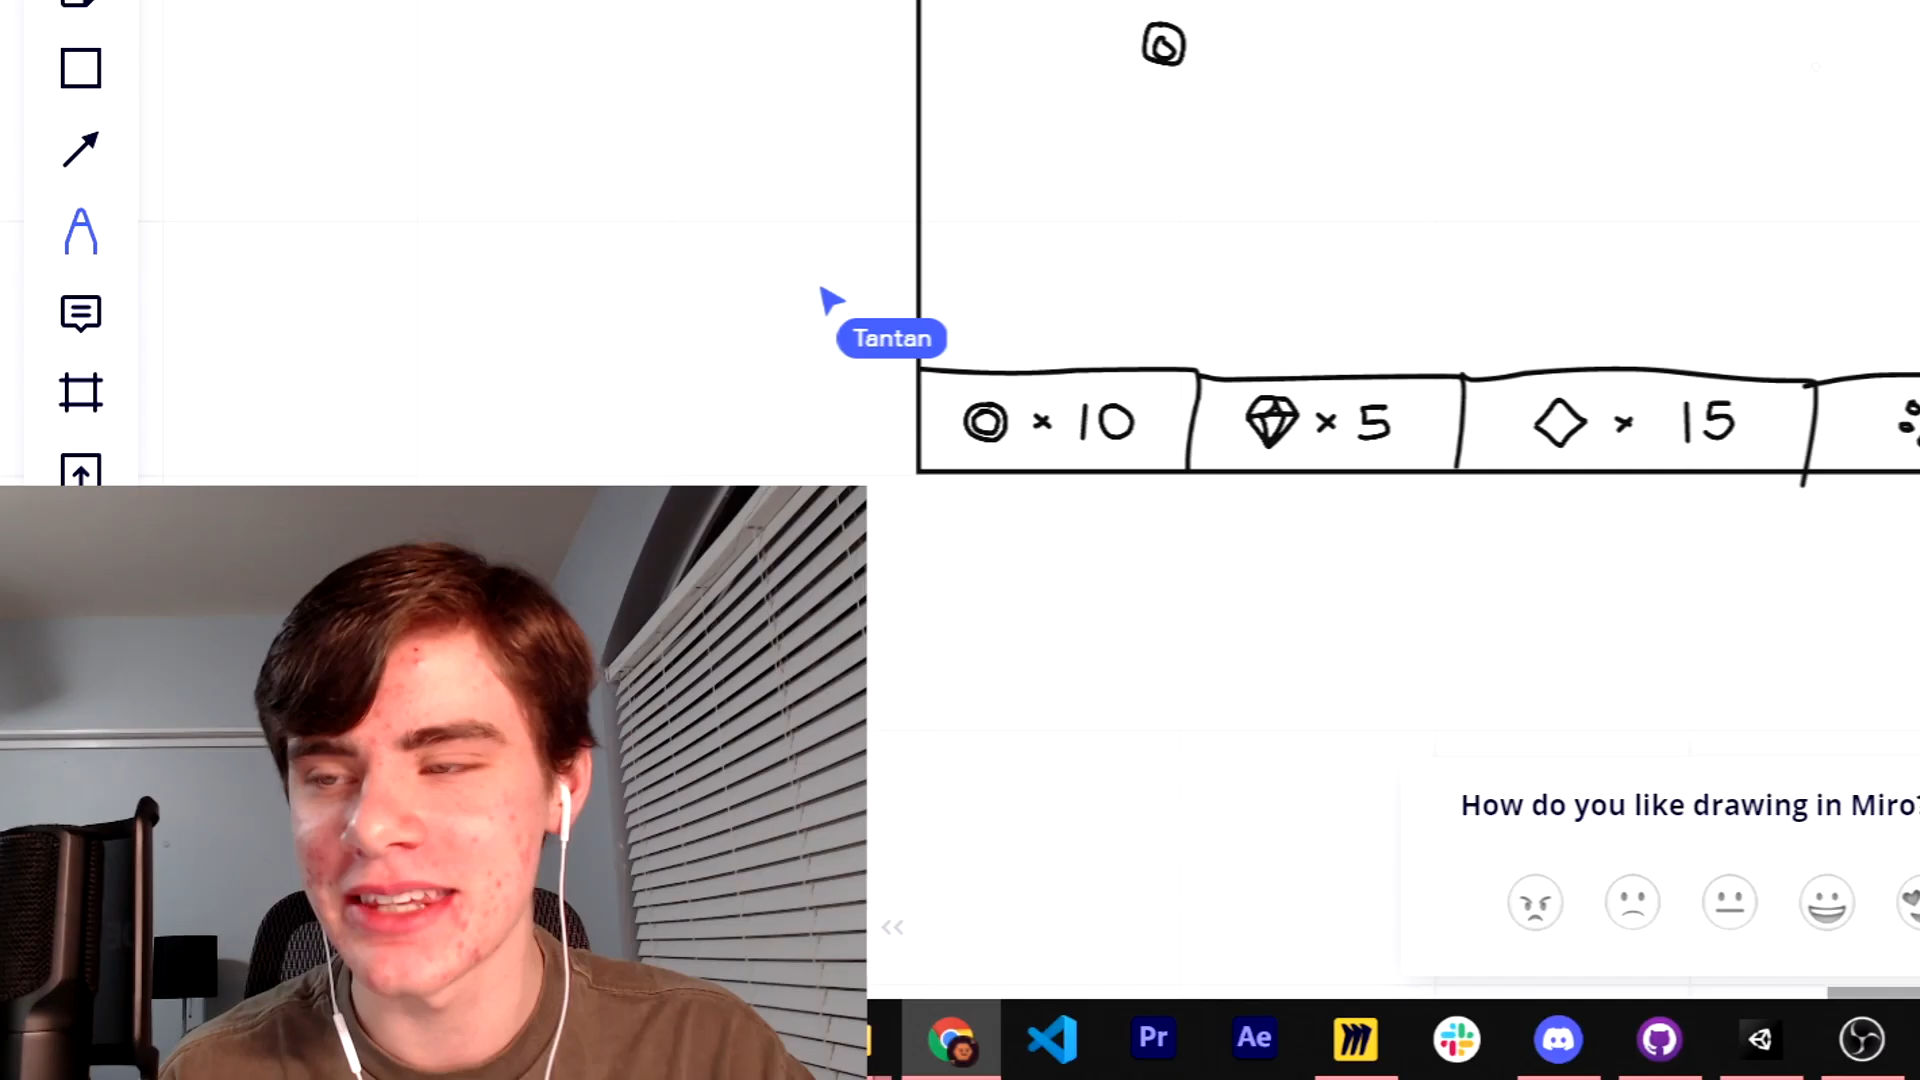 Tantan
× 10
× 5
× 15
How do you like drawing in Miro?
Pr
Ae